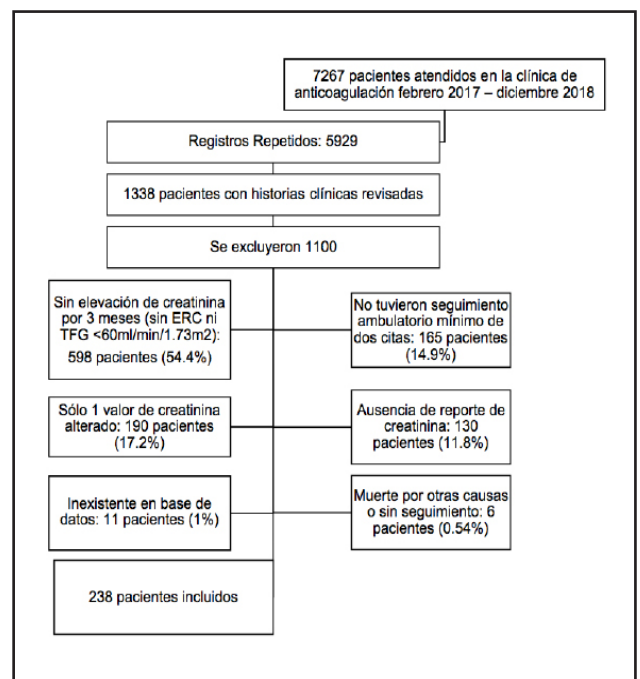 7267 pacientes atendidos en la clínica de
anticoagulación febrero 2017 – diciembre 2018
Registros Repetidos: 5929
1338 pacientes con historias clínicas revisadas
Se excluyeron 1100
Sin elevación de creatinina
por 3 meses (sin ERC ni
TFG <60ml/min/1.73m2):
598 pacientes (54.4%)
No tuvieron seguimiento
ambulatorio mínimo de
dos citas: 165 pacientes
(14.9%)
Sólo 1 valor de creatinina
alterado: 190 pacientes
(17.2%)
Ausencia de reporte de
creatinina: 130
pacientes (11.8%)
Inexistente en base de
datos: 11 pacientes (1%)
Muerte por otras causas
o sin seguimiento: 6
pacientes (0.54%)
238 pacientes incluidos